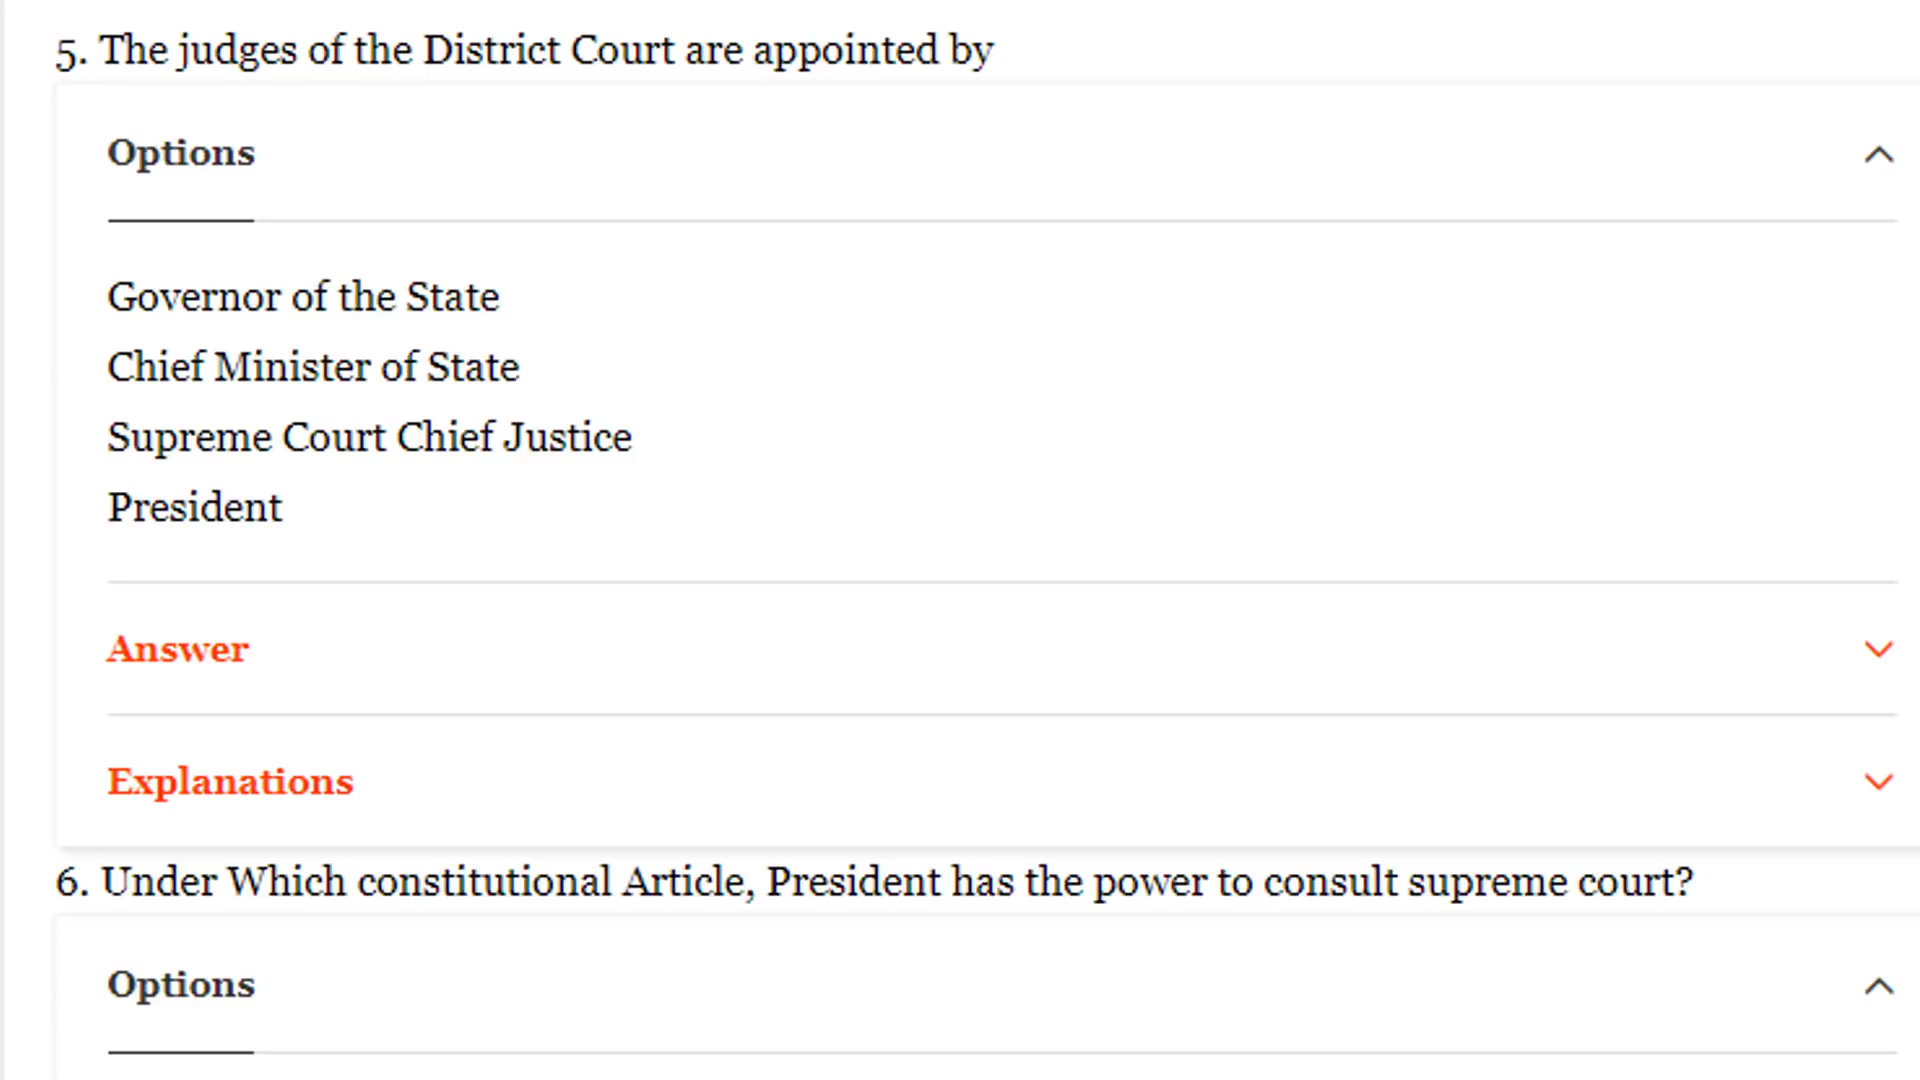 5. The judges of the District Court are appointed by
Options
Governor of the State
Chief Minister of State
Supreme Court Chief Justice
President
Answer
Explanations
6. Under Which constitutional Article, President has the power to consult supreme court?
Options